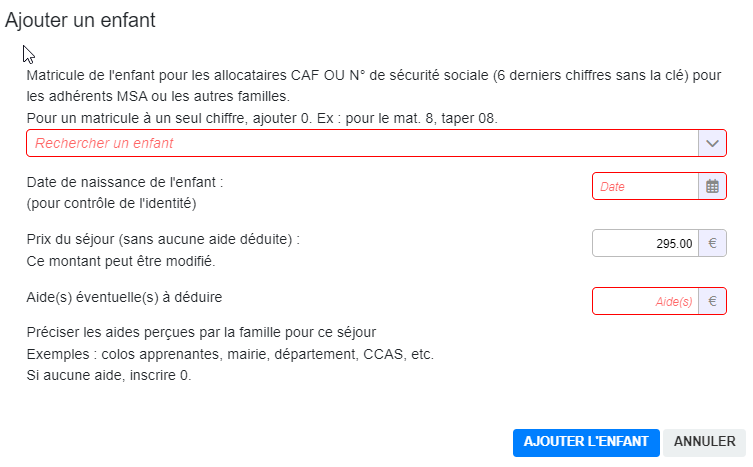 Ajouter un enfant
Matricule de l'enfant pour les allocataires CAF OU N° de sécurité sociale (6 derniers chiffres sans la clé) pour
les adhérents MSA ou les autres familles.
Pour un matricule à un seul chiffre, ajouter 0. Ex : pour le mat. 8, taper 08.
Rechercher un enfant
Date de naissance de l'enfant :
Date
(pour contrôle de l'identité)
Prix du séjour (sans aucune aide déduite) :
295.00 €
Ce montant peut être modifié.
Aide(s) éventuelle(s) à déduire
Aide(s) €
Préciser les aides perçues par la famille pour ce séjour
Exemples : colos apprenantes, mairie, département, CCAS, etc.
Si aucune aide, inscrire 0.
AJOUTER L'ENFANT ANNULER